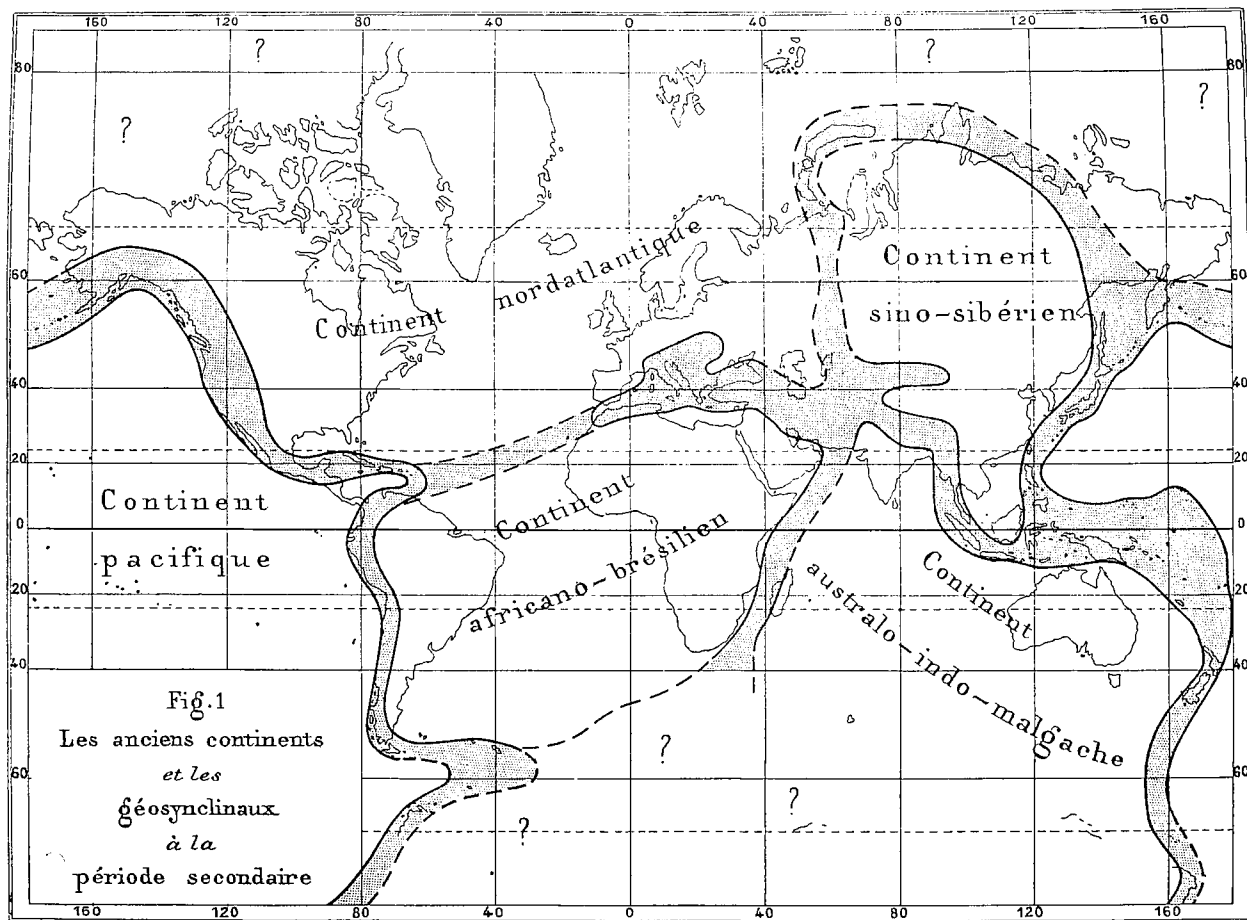 160 120 80 40 0 40 80 120 160
? ? ?
80 80
?
60 60
Continent nordatlantique
Continent
sino-sibérien
40 40
20 20
Continent
pacifique
0 0
Continent
africano-brésilien
Continent
australo-indo-malgache
20 20
40 40
60 60
? ? ?
Fig.1
Les anciens continents
et les
géosynclinaux
à la
période secondaire
160 120 80 40 0 40 80 120 160